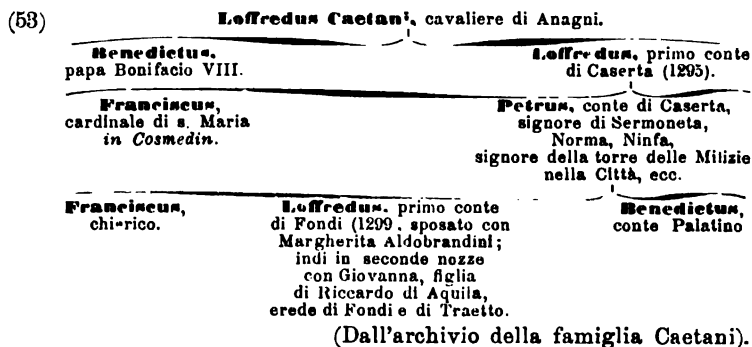 (53) Loffredus Caetani, cavaliere di Anagni.
Benedictus,
papa Bonifacio VIII.
Loffredus, primo conte
di Caserta (1295).
Franciscus,
cardinale di s. Maria
in Cosmedin.
Petrus, conte di Caserta,
signore di Sermoneta,
Norma, Ninfa,
signore della torre delle Milizie
nella Città, ecc.
Franciscus,
chierico.
Loffredus. primo conte
di Fondi (1299, sposato con
Margherita Aldobrandini;
indi in seconde nozze
con Giovanna, figlia
di Riccardo di Aquila,
erede di Fondi e di Traetto.
Benedictus,
conte Palatino
(Dall'archivio della famiglia Caetani).